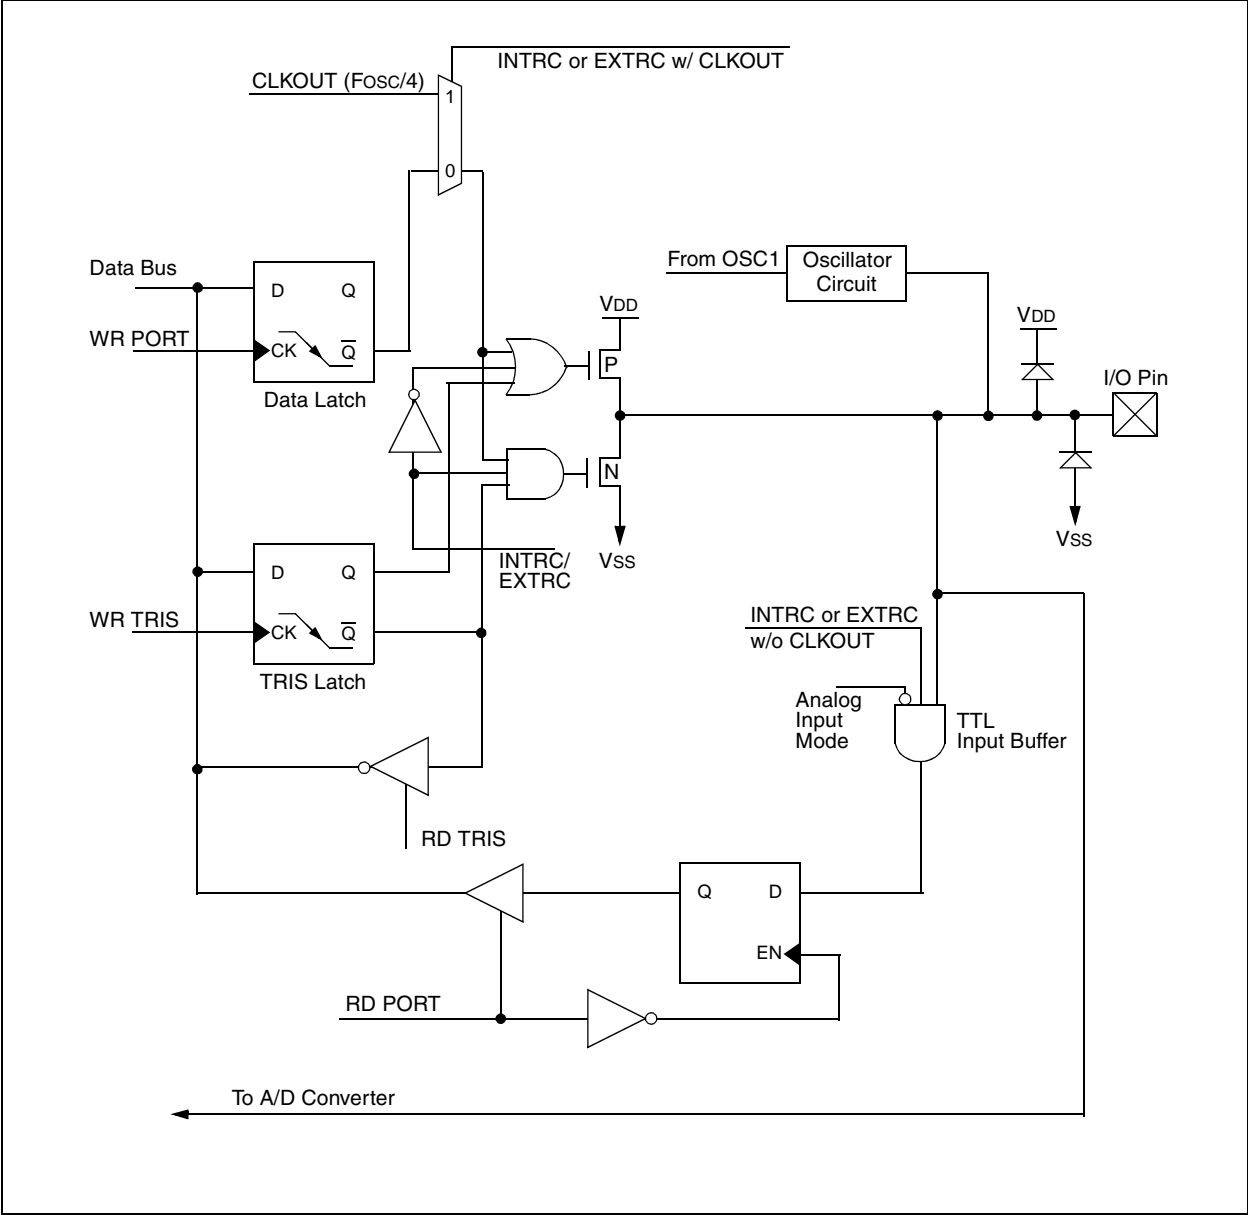 INTRC or EXTRC w/ CLKOUT
CLKOUT (FOSC/4)
1
0
Data Bus
D Q
WR PORT
CK Q̅
Data Latch
From OSC1
Oscillator
Circuit
VDD
P
VDD
I/O Pin
N
VSS
VSS
INTRC/
EXTRC
D Q
WR TRIS
CK Q̅
TRIS Latch
INTRC or EXTRC
w/o CLKOUT
Analog
Input
Mode
TTL
Input Buffer
RD TRIS
Q D
EN
RD PORT
To A/D Converter